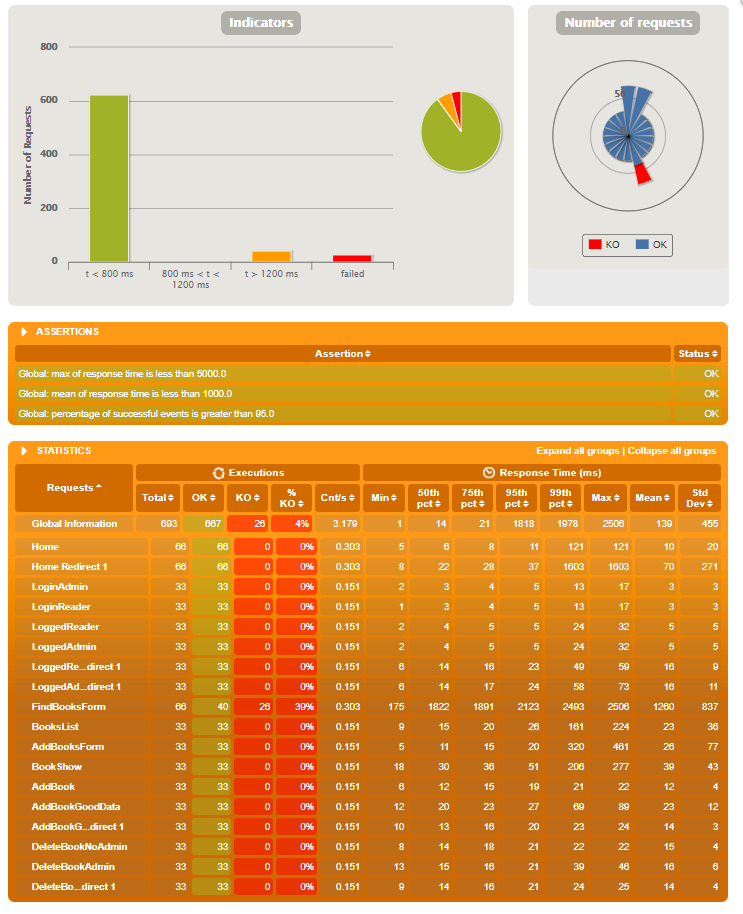 Indicators
Number of Requests
800
600
400
200
0
t < 800 ms
800 ms < t < 1200 ms
t > 1200 ms
failed
Number of requests
50
KO OK
ASSERTIONS
Assertion Status
Global: max of response time is less than 5000.0 OK
Global: mean of response time is less than 1000.0 OK
Global: percentage of successful events is greater than 95.0 OK
STATISTICS Expand all groups | Collapse all groups
Requests Executions Response Time (ms)
Total OK KO % KO Cnt/s Min 50th pct 75th pct 95th pct 99th pct Max Mean Std Dev
Global Information 693 667 26 4% 3.179 1 14 21 1818 1978 2506 139 455
Home 66 66 0 0% 0.303 5 6 8 11 121 121 10 20
Home Redirect 1 66 66 0 0% 0.303 8 22 28 37 1603 1603 70 271
LoginAdmin 33 33 0 0% 0.151 2 3 4 5 13 17 3 3
LoginReader 33 33 0 0% 0.151 1 3 4 5 13 17 3 3
LoggedReader 33 33 0 0% 0.151 2 4 5 5 24 32 5 5
LoggedAdmin 33 33 0 0% 0.151 2 4 5 5 24 32 5 5
LoggedRe...direct 1 33 33 0 0% 0.151 6 14 16 23 49 59 16 9
LoggedAd...direct 1 33 33 0 0% 0.151 6 14 17 24 58 73 16 11
FindBooksForm 66 40 26 39% 0.303 175 1822 1891 2123 2493 2506 1260 837
BooksList 33 33 0 0% 0.151 9 15 20 26 161 224 23 36
AddBooksForm 33 33 0 0% 0.151 5 11 15 20 320 461 26 77
BookShow 33 33 0 0% 0.151 18 30 36 51 206 277 39 43
AddBook 33 33 0 0% 0.151 6 12 15 19 21 22 12 4
AddBookGoodData 33 33 0 0% 0.151 12 20 23 27 69 89 23 12
AddBookG...direct 1 33 33 0 0% 0.151 10 13 16 20 23 24 14 3
DeleteBookNoAdmin 33 33 0 0% 0.151 8 14 18 21 22 22 15 4
DeleteBookAdmin 33 33 0 0% 0.151 13 15 16 21 39 46 16 6
DeleteBo...direct 1 33 33 0 0% 0.151 9 14 16 21 24 25 14 4